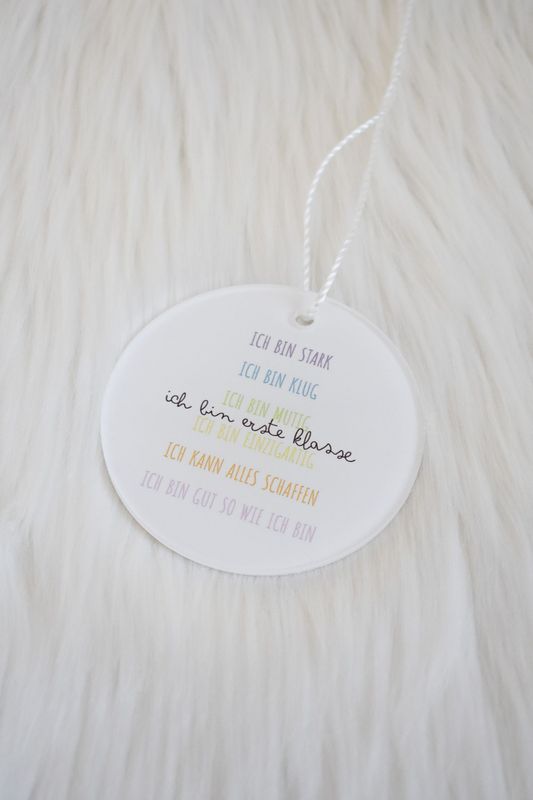 ICH BIN STARK
ICH BIN KLUG
ICH BIN MUTIG
ich bin erste klasse
ICH BIN EINZIGARTIG
ICH KANN ALLES SCHAFFEN
ICH BIN GUT SO WIE ICH BIN